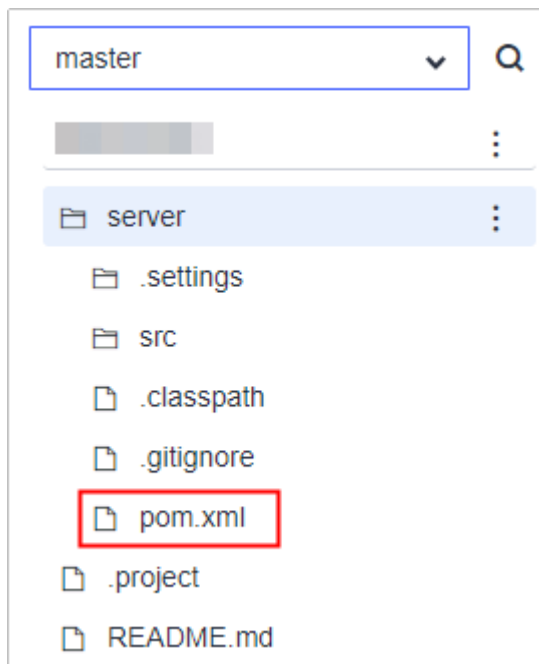 master
server
.settings
src
.classpath
.gitignore
pom.xml
.project
README.md